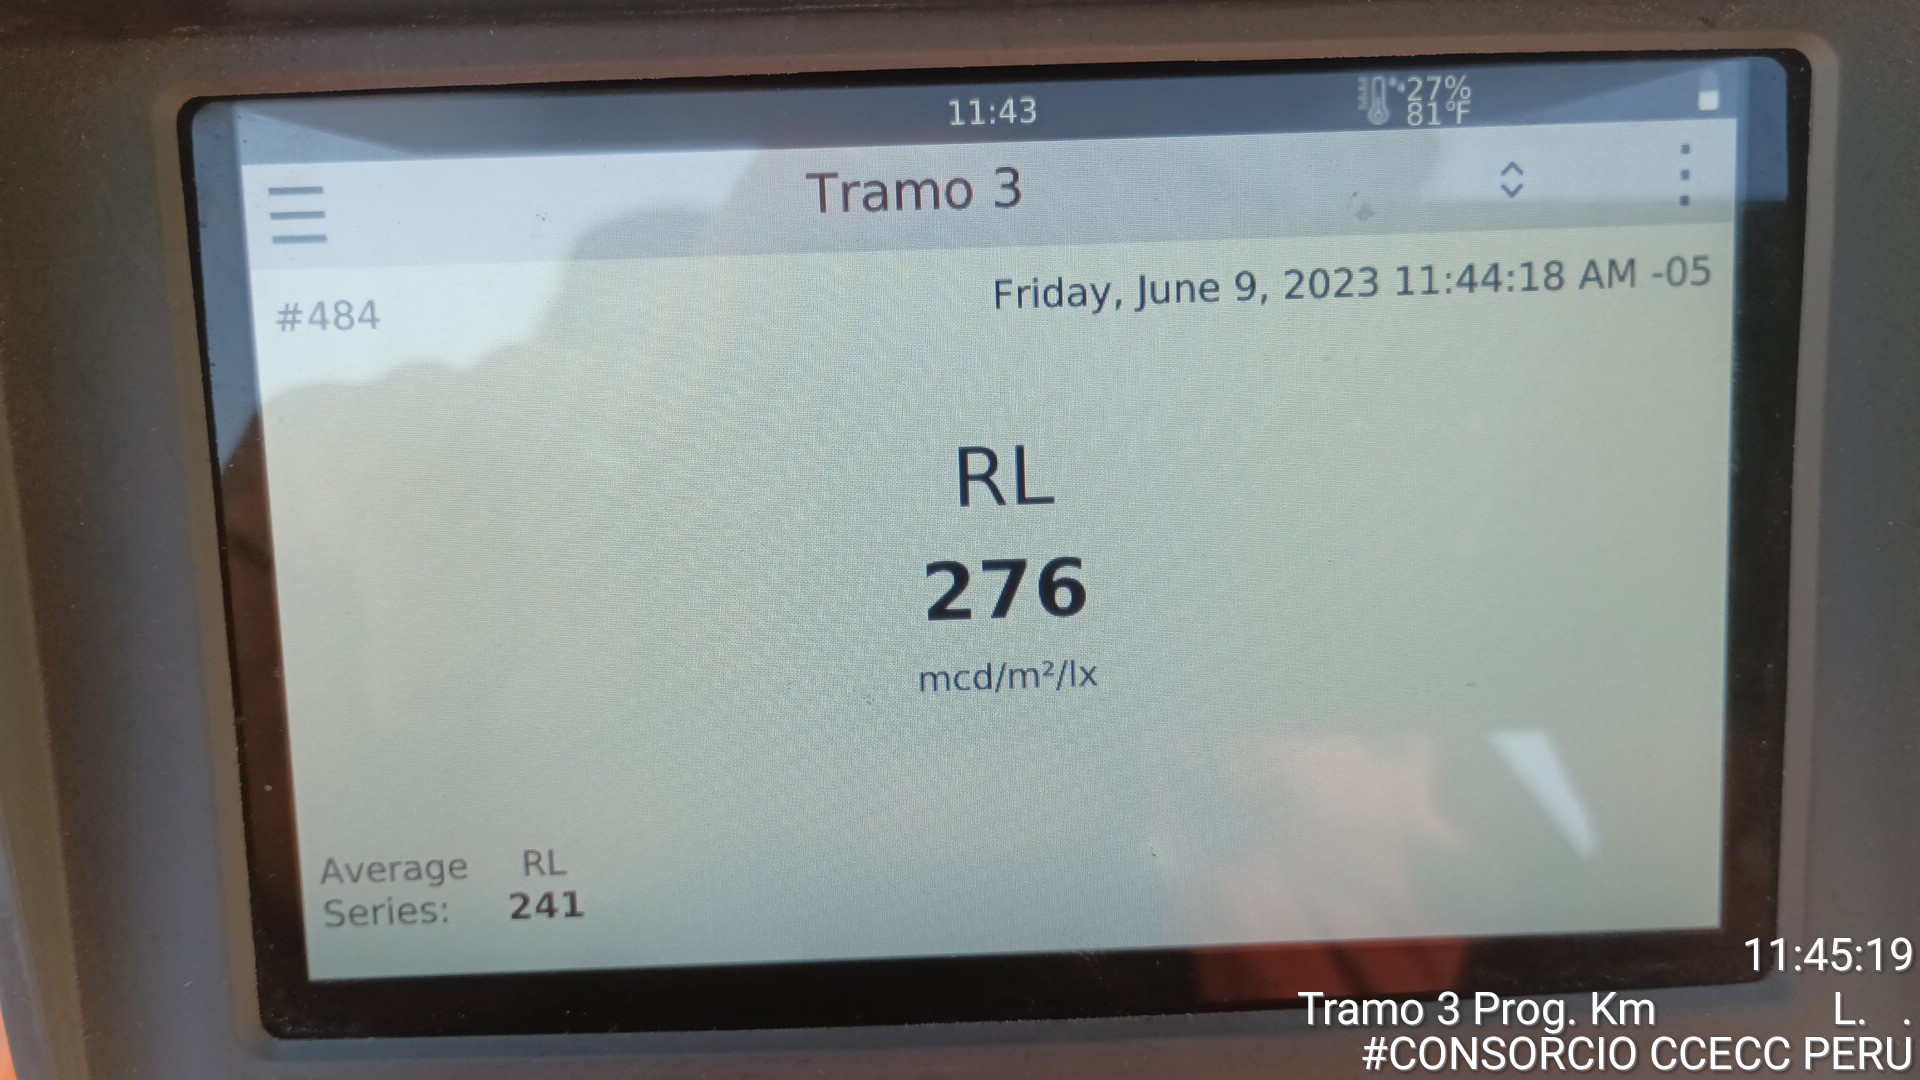 11:43
27%
81°F
Tramo 3
Friday, June 9, 2023 11:44:18 AM -05
#484
RL
276
mcd/m²/lx
Average RL
Series: 241
11:45:19
Tramo 3 Prog. Km L. .
#CONSORCIO CCECC PERU